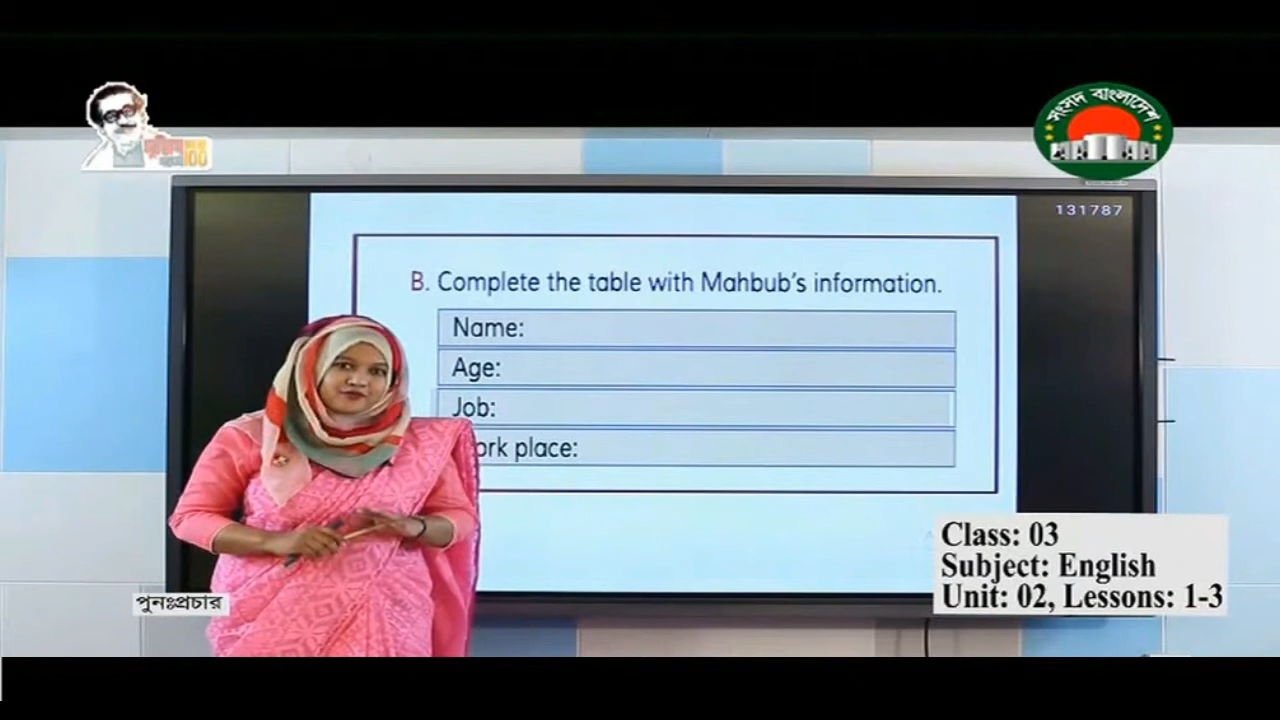 সংসদ বাংলাদেশ
100
131787
B. Complete the table with Mahbub's information.
Name:
Age:
Job:
ork place:
Class: 03
Subject: English
Unit: 02, Lessons: 1-3
পুনঃপ্রচার